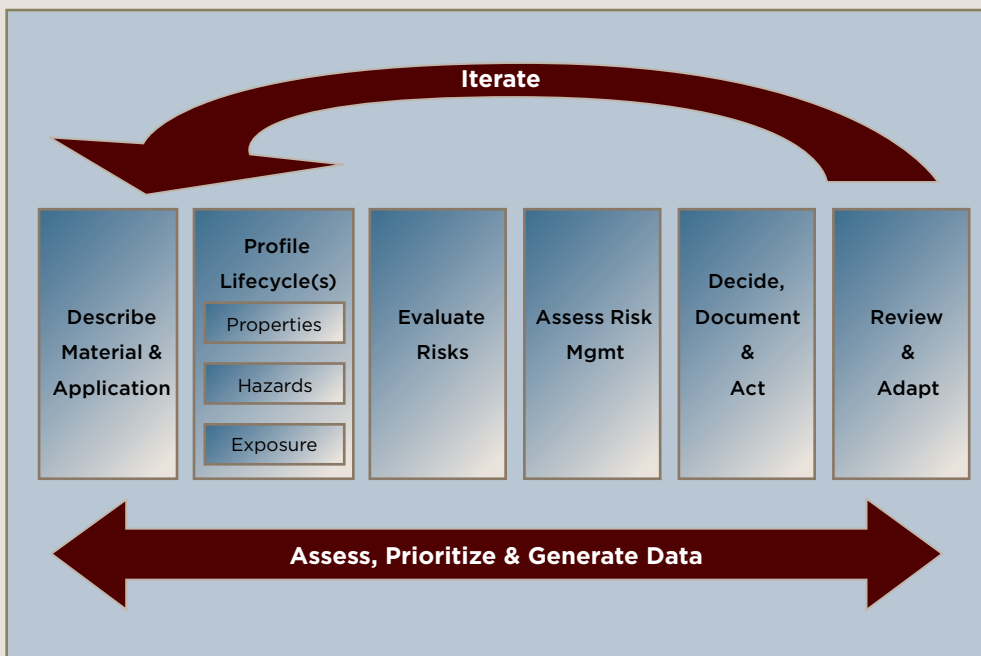 Iterate
Describe
Material &
Application
Profile
Lifecycle(s)
Properties
Hazards
Exposure
Evaluate
Risks
Assess Risk
Mgmt
Decide,
Document
&
Act
Review
&
Adapt
Assess, Prioritize & Generate Data